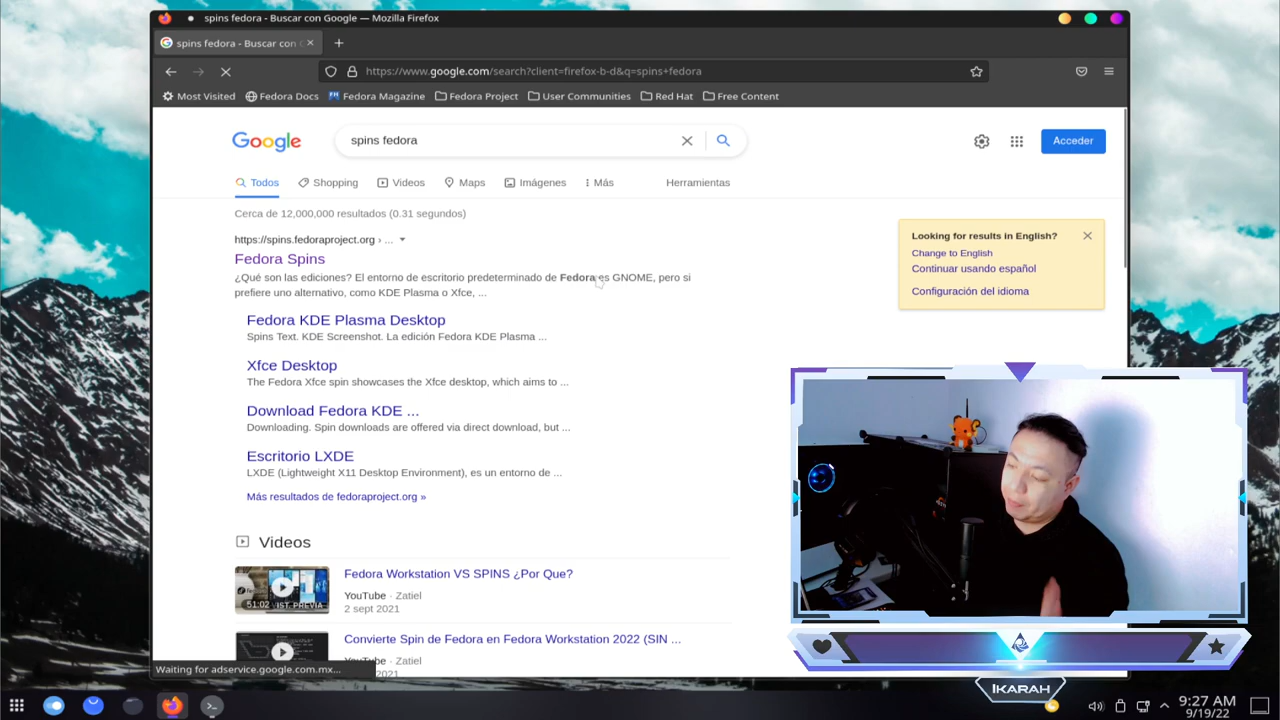 spins fedora - Buscar con Google — Mozilla Firefox
spins fedora - Buscar con G
https://www.google.com/search?client=firefox-b-d&q=spins+fedora
Most Visited Fedora Docs Fedora Magazine Fedora Project User Communities Red Hat Free Content
Google
spins fedora
Acceder
Todos Shopping Videos Maps Imágenes Más Herramientas
Cerca de 12,000,000 resultados (0.31 segundos)
https://spins.fedoraproject.org › ...
Fedora Spins
¿Qué son las ediciones? El entorno de escritorio predeterminado de Fedora es GNOME, pero si
prefiere uno alternativo, como KDE Plasma o Xfce, ...
Fedora KDE Plasma Desktop
Spins Text. KDE Screenshot. La edición Fedora KDE Plasma ...
Xfce Desktop
The Fedora Xfce spin showcases the Xfce desktop, which aims to ...
Download Fedora KDE ...
Downloading. Spin downloads are offered via direct download, but ...
Escritorio LXDE
LXDE (Lightweight X11 Desktop Environment), es un entorno de ...
Más resultados de fedoraproject.org »
Looking for results in English?
Change to English
Continuar usando español
Configuración del idioma
Videos
Fedora Workstation VS SPINS ¿Por Que?
51:02 VIST. PREVIA
YouTube · Zatiel
2 sept 2021
Convierte Spin de Fedora en Fedora Workstation 2022 (SIN ...
YouTube · Zatiel
Waiting for adservice.google.com.mx...
IKARAH
9:27 AM
9/19/22